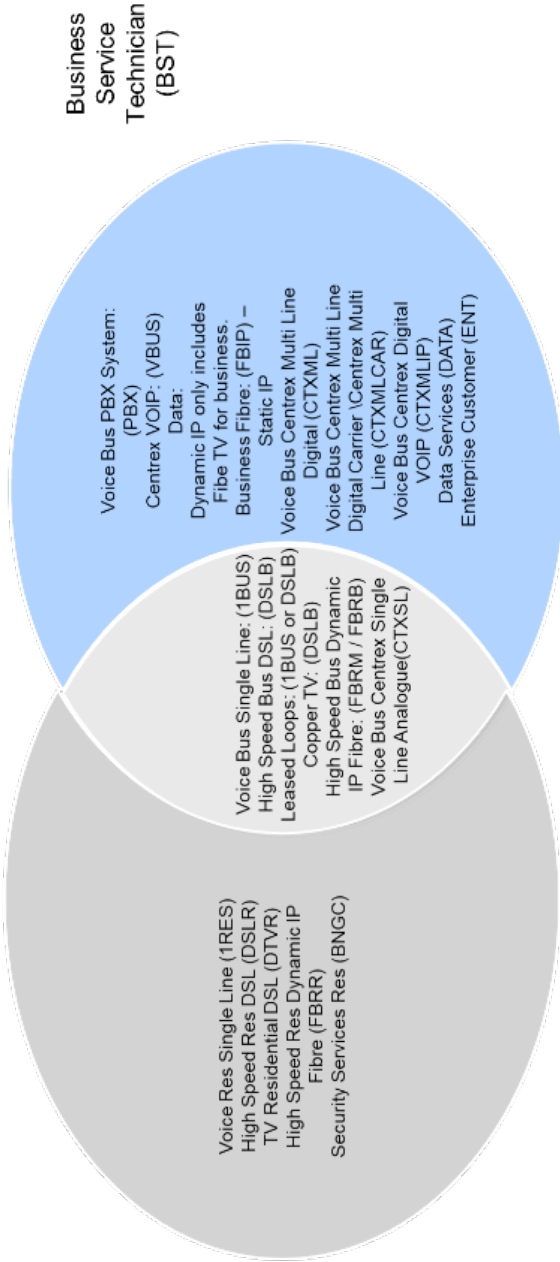 Voice Res Single Line (1RES)
High Speed Res DSL (DSLR)
TV Residential DSL (DTVR)
High Speed Res Dynamic IP
Fibre (FBRR)
Security Services Res (BNGC)
Voice Bus Single Line: (1BUS)
High Speed Bus DSL: (DSLB)
Leased Loops: (1BUS or DSLB)
Copper TV: (DSLB)
High Speed Bus Dynamic
IP Fibre: (FBRM / FBRB)
Voice Bus Centrex Single
Line Analogue(CTXSL)
Voice Bus PBX System:
(PBX)
Centrex VOIP: (VBUS)
Data:
Dynamic IP only includes
Fibe TV for business.
Business Fibre: (FBIP) –
Static IP
Voice Bus Centrex Multi Line
Digital (CTXML)
Voice Bus Centrex Multi Line
Digital Carrier \Centrex Multi
Line (CTXMLCAR)
Voice Bus Centrex Digital
VOIP (CTXMLIP)
Data Services (DATA)
Enterprise Customer (ENT)
Business
Service
Technician
(BST)